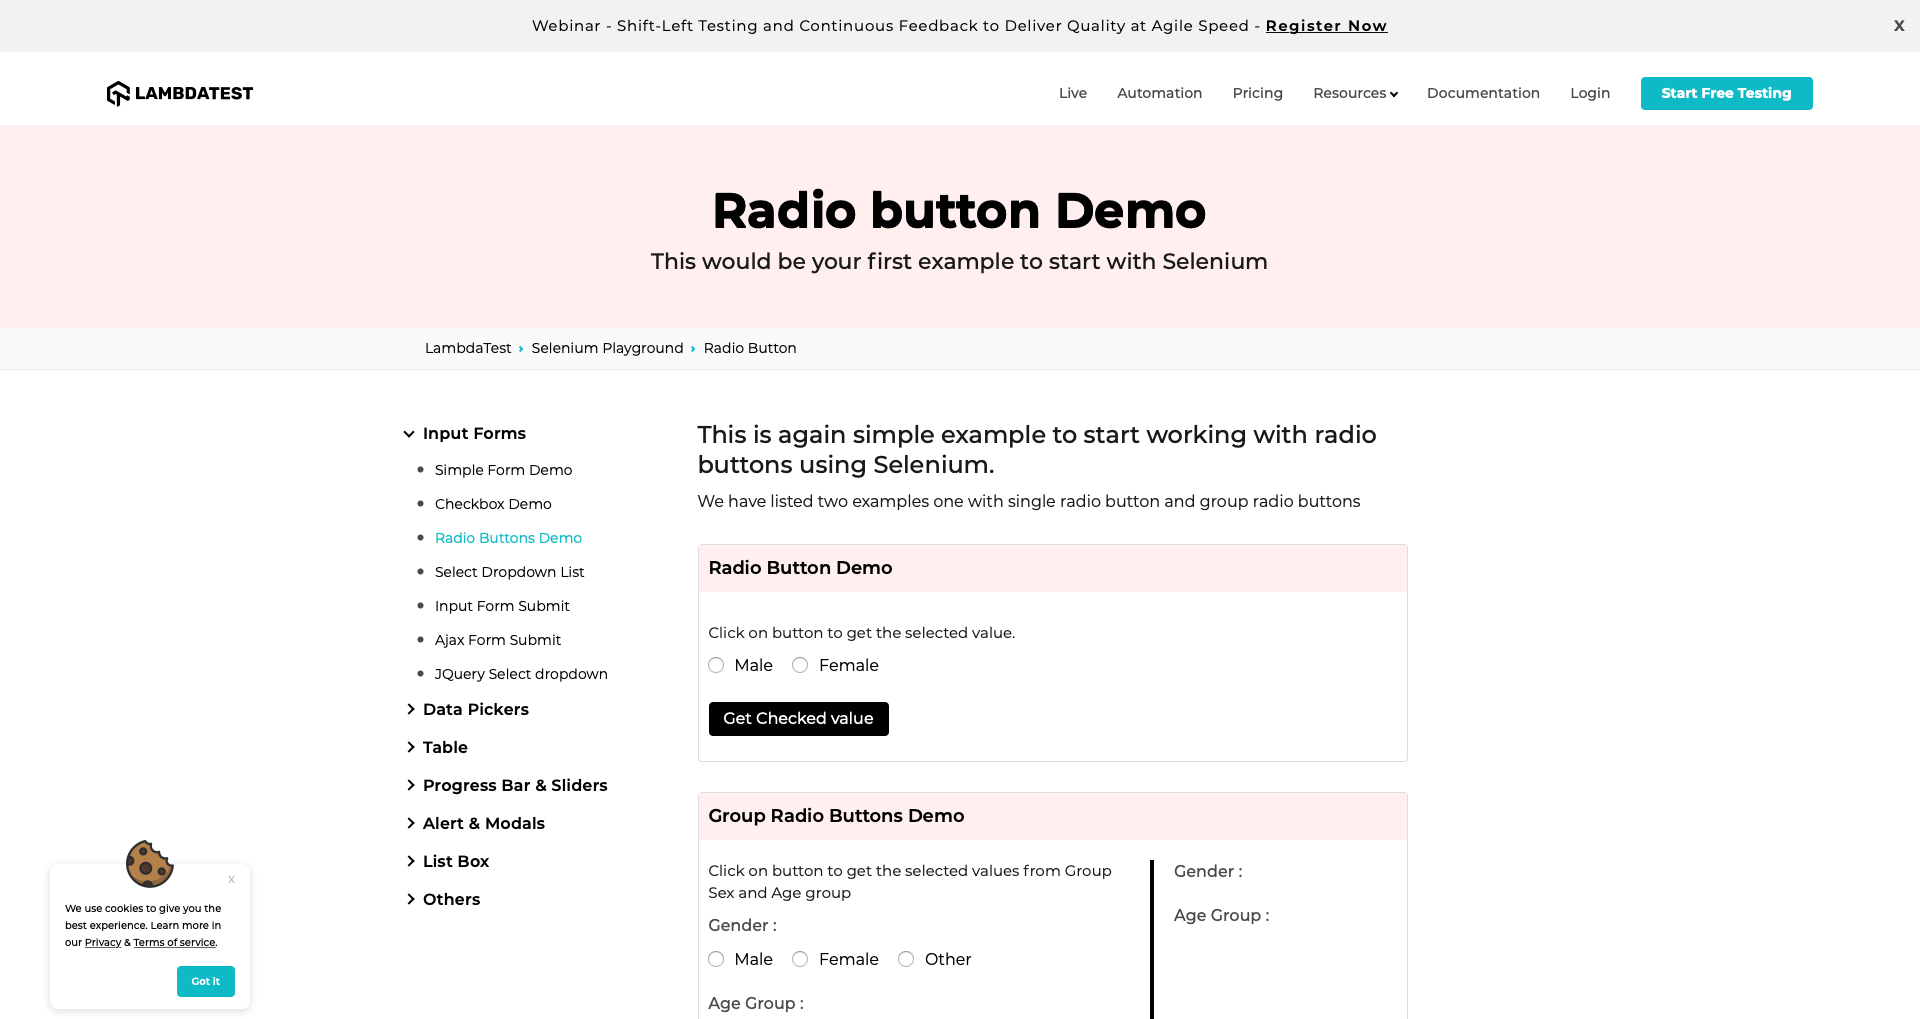 Webinar - Shift-Left Testing and Continuous Feedback to Deliver Quality at Agile Speed - Register Now
X
LAMBDATEST
Live
Automation
Pricing
Resources
Documentation
Login
Start Free Testing
Radio button Demo
This would be your first example to start with Selenium
LambdaTest › Selenium Playground › Radio Button
Input Forms
Simple Form Demo
Checkbox Demo
Radio Buttons Demo
Select Dropdown List
Input Form Submit
Ajax Form Submit
JQuery Select dropdown
Data Pickers
Table
Progress Bar & Sliders
Alert & Modals
List Box
Others
This is again simple example to start working with radio
buttons using Selenium.
We have listed two examples one with single radio button and group radio buttons
Radio Button Demo
Click on button to get the selected value.
Male
Female
Get Checked value
Group Radio Buttons Demo
Click on button to get the selected values from Group
Sex and Age group
Gender :
Male
Female
Other
Age Group :
Gender :
Age Group :
x
We use cookies to give you the
best experience. Learn more in
our Privacy & Terms of service.
Got it